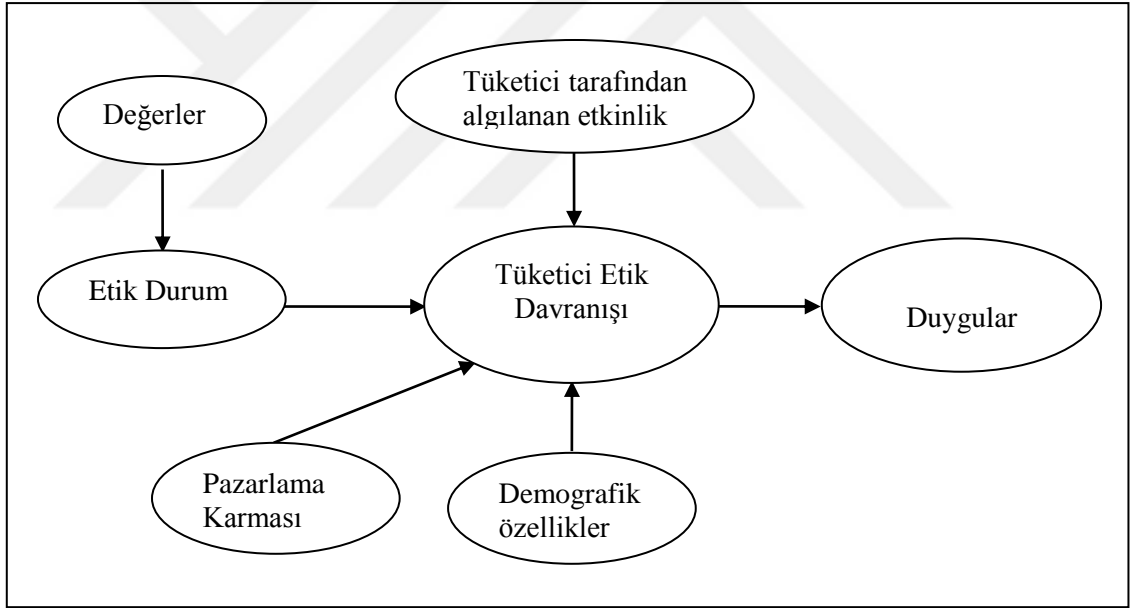 Tüketici tarafından
algılanan etkinlik
Değerler
Etik Durum
Tüketici Etik
Davranışı
Duygular
Pazarlama
Karması
Demografik
özellikler